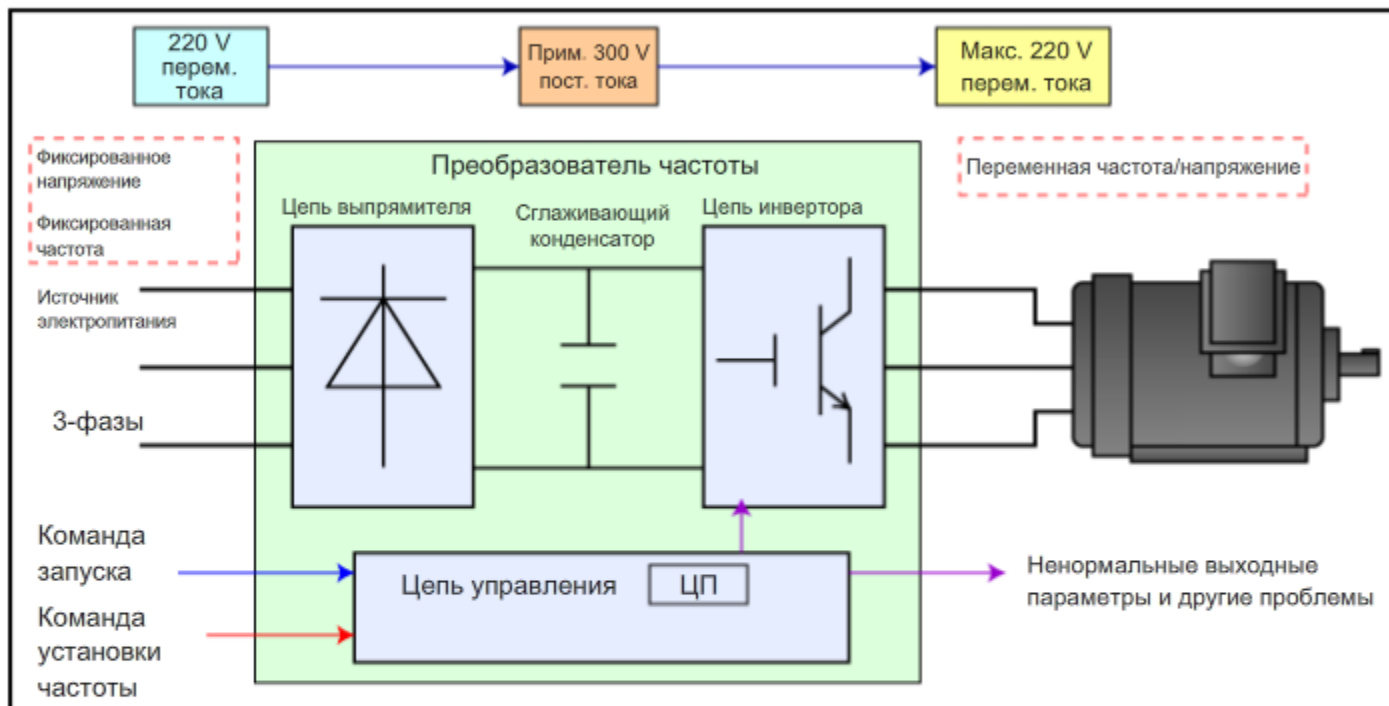 220 V
перем.
тока
Прим. 300 V
пост. тока
Макс. 220 V
перем. тока
Фиксированное
напряжение
Фиксированная
частота
Преобразователь частоты
Переменная частота/напряжение
Цепь выпрямителя
Сглаживающий
конденсатор
Цепь инвертора
Источник
электропитания
3-фазы
Команда
запуска
Команда
установки
частоты
Цепь управления
ЦП
Ненормальные выходные
параметры и другие проблемы